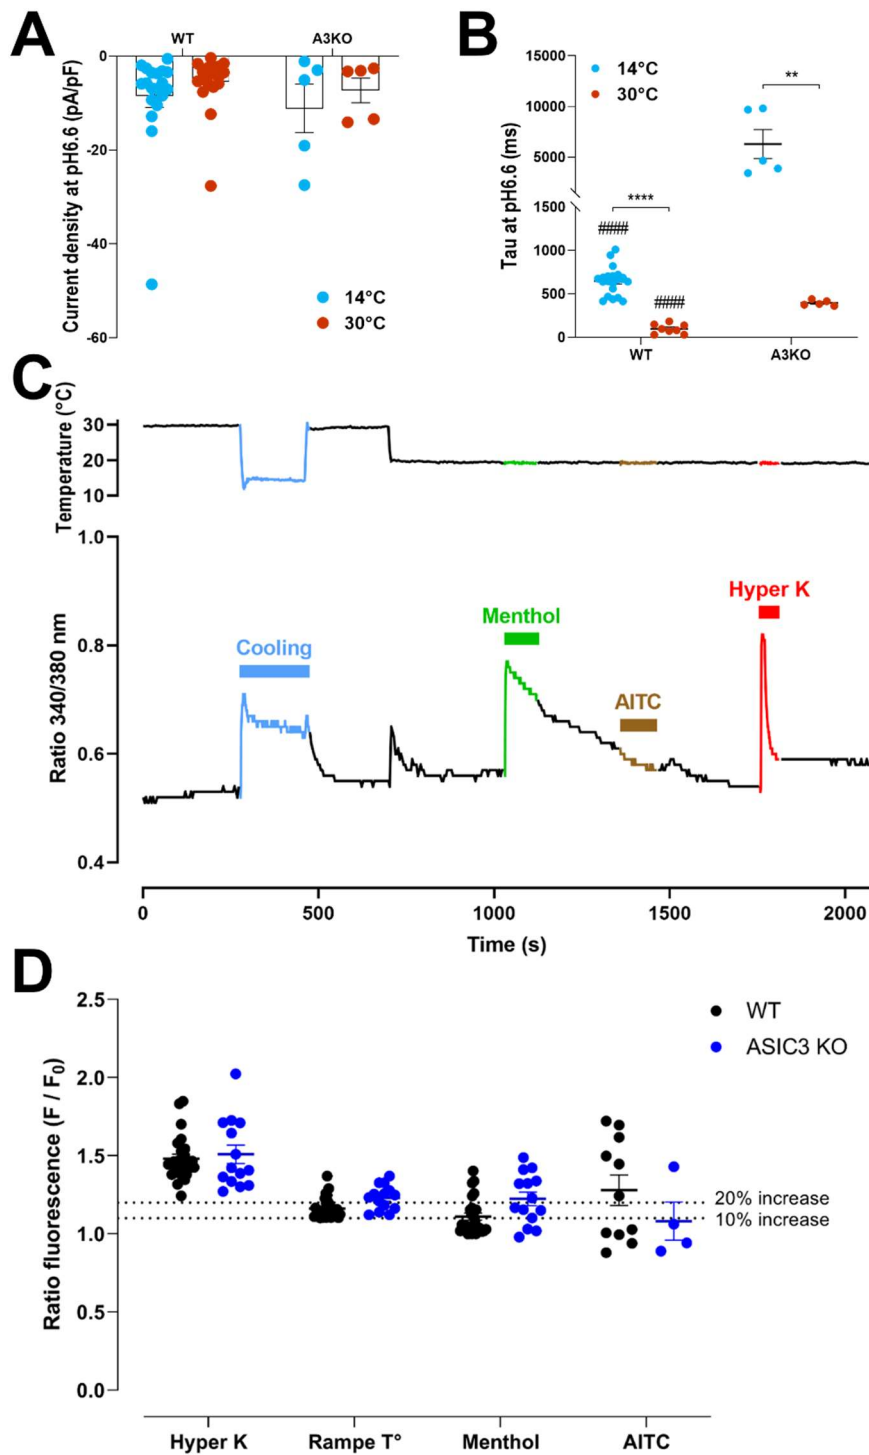 A
WT
A3KO
0
-20
-40
-60
Current density at pH6.6 (pA/pF)
14°C
30°C
B
15000
10000
5000
1500
1000
500
0
Tau at pH6.6 (ms)
14°C
30°C
**
****
####
####
WT
A3KO
C
Temperature (°C)
30
20
10
Ratio 340/380 nm
1.0
0.8
0.6
0.4
Cooling
Menthol
AITC
Hyper K
0
500
1000
1500
2000
Time (s)
D
Ratio fluorescence (F / F0)
2.5
2.0
1.5
1.0
0.5
0.0
WT
ASIC3 KO
20% increase
10% increase
Hyper K
Rampe T°
Menthol
AITC